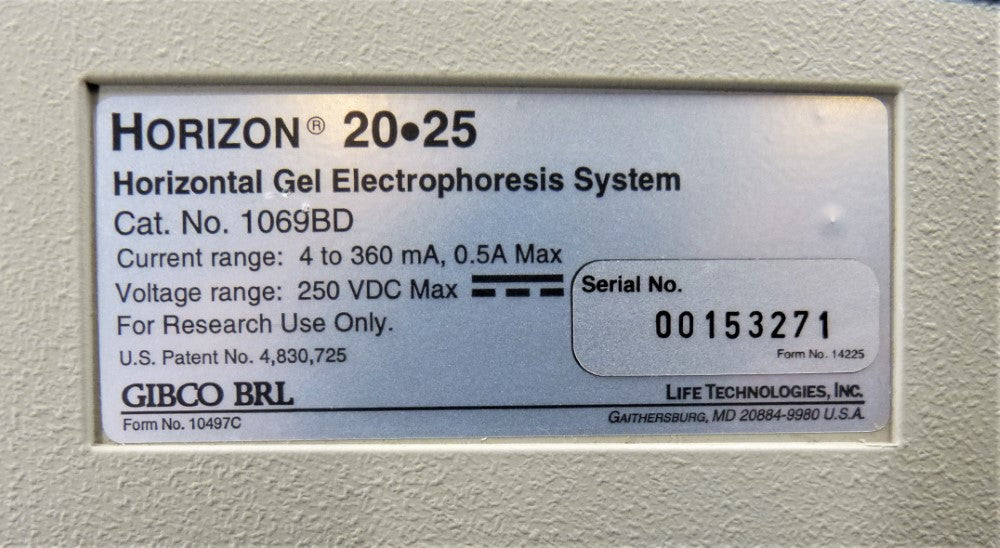 HORIZON® 20•25
Horizontal Gel Electrophoresis System
Cat. No. 1069BD
Current range: 4 to 360 mA, 0.5A Max
Voltage range: 250 VDC Max
For Research Use Only.
U.S. Patent No. 4,830,725
Serial No.
00153271
Form No. 14225
GIBCO BRL
LIFE TECHNOLOGIES, INC.
Form No. 10497C
GAITHERSBURG, MD 20884-9980 U.S.A.